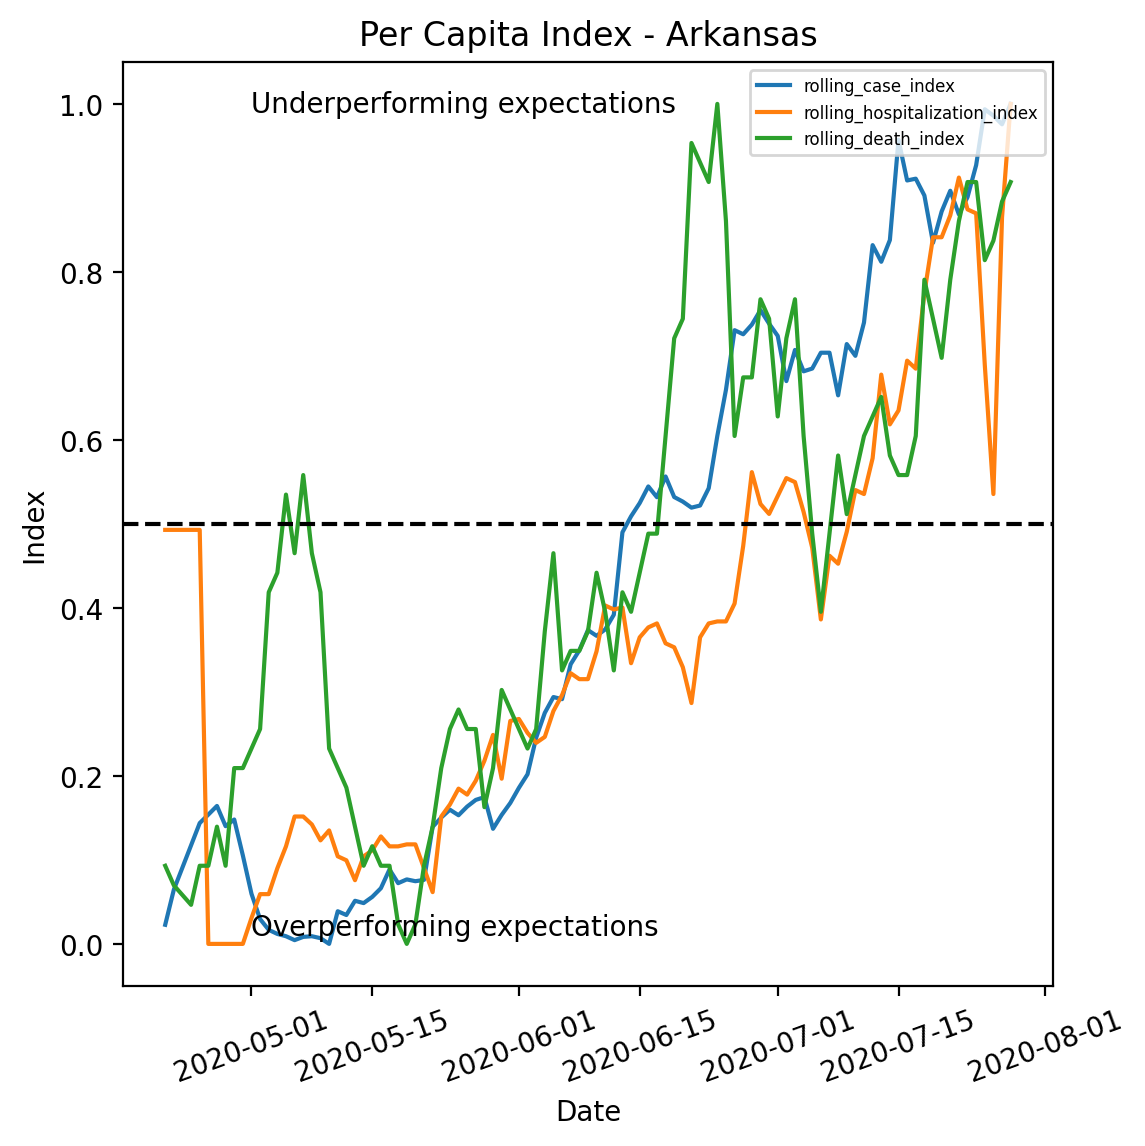 Per Capita Index - Arkansas
Underperforming expectations
rolling_case_index
rolling_hospitalization_index
rolling_death_index
1.0
0.8
0.6
0.4
0.2
0.0
Index
Overperforming expectations
2020-05-01
2020-05-15
2020-06-01
2020-06-15
2020-07-01
2020-07-15
2020-08-01
Date